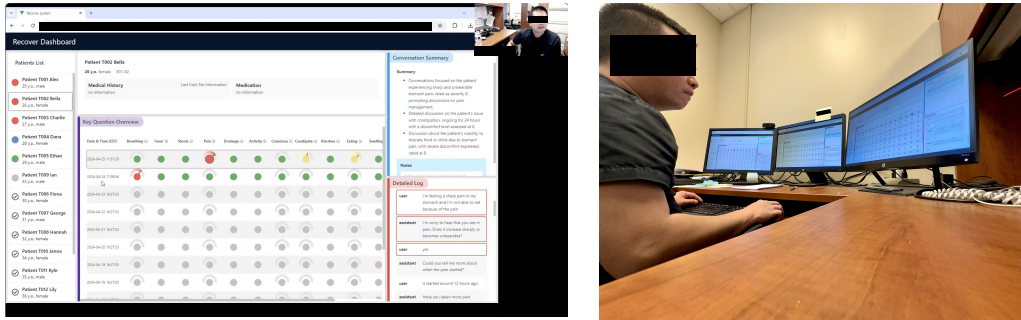 Recover system
Recover Dashboard
Patients List
Patient T001 Alex
25 y.o., male
Patient T002 Bella
26 y.o., female
Patient T003 Charlie
27 y.o., male
Patient T004 Dana
28 y.o., female
Patient T005 Ethan
29 y.o., male
Patient T009 Ian
33 y.o., male
Patient T006 Fiona
30 y.o., female
Patient T007 George
31 y.o., male
Patient T008 Hannah
32 y.o., female
Patient T010 Jenna
34 y.o., female
Patient T011 Kyle
35 y.o., male
Patient T012 Lily
36 y.o., female
Patient T002 Bella
26 y.o., female
Medical History
no information
Last Visit: No Information
Medication
no information
Key Question Overview
Date & Time (EST) Breathing Fever Stools Pain Drainage Activity Conscious Constipate Diarrhea Eating Swelling
Conversation Summary
Summary
Conversations focused on the patient
experiencing sharp and unbearable
stomach pain, rated as severity 8,
prompting discussions on pain
management.
Detailed discussion on the patient's issue
with constipation, ongoing for 24 hours
with a discomfort level assessed at 6.
Discussion about the patient's inability to
tolerate food or drink due to stomach
pain, with severe discomfort expressed,
rated at 6.
Notes
Detailed Log
user I'm feeling a sharp pain in my
stomach and I'm not able to eat
because of the pain
assistant I'm sorry to hear that you are in
pain. Does it increase sharply or
becomes unbearable?
user yes
assistant Could you tell me more about
when the pain started?
user it started around 12 hours ago
assistant Have you taken more pain